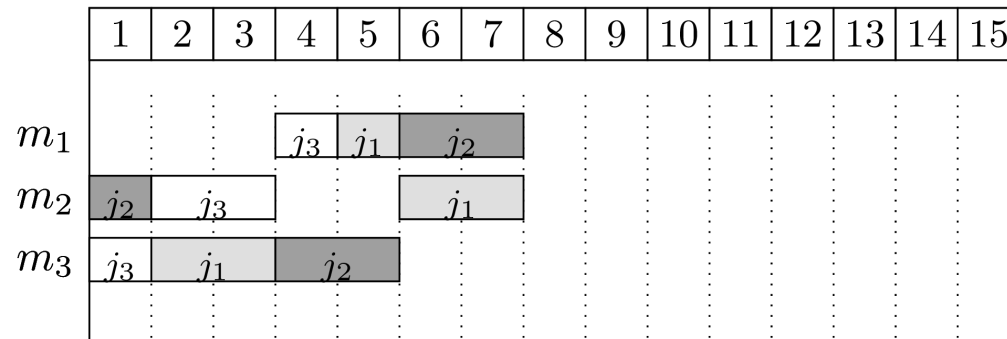 1 2 3 4 5 6 7 8 9 10 11 12 13 14 15
m₁ j₃ j₁ j₂
m₂ j₂ j₃ j₁
m₃ j₃ j₁ j₂